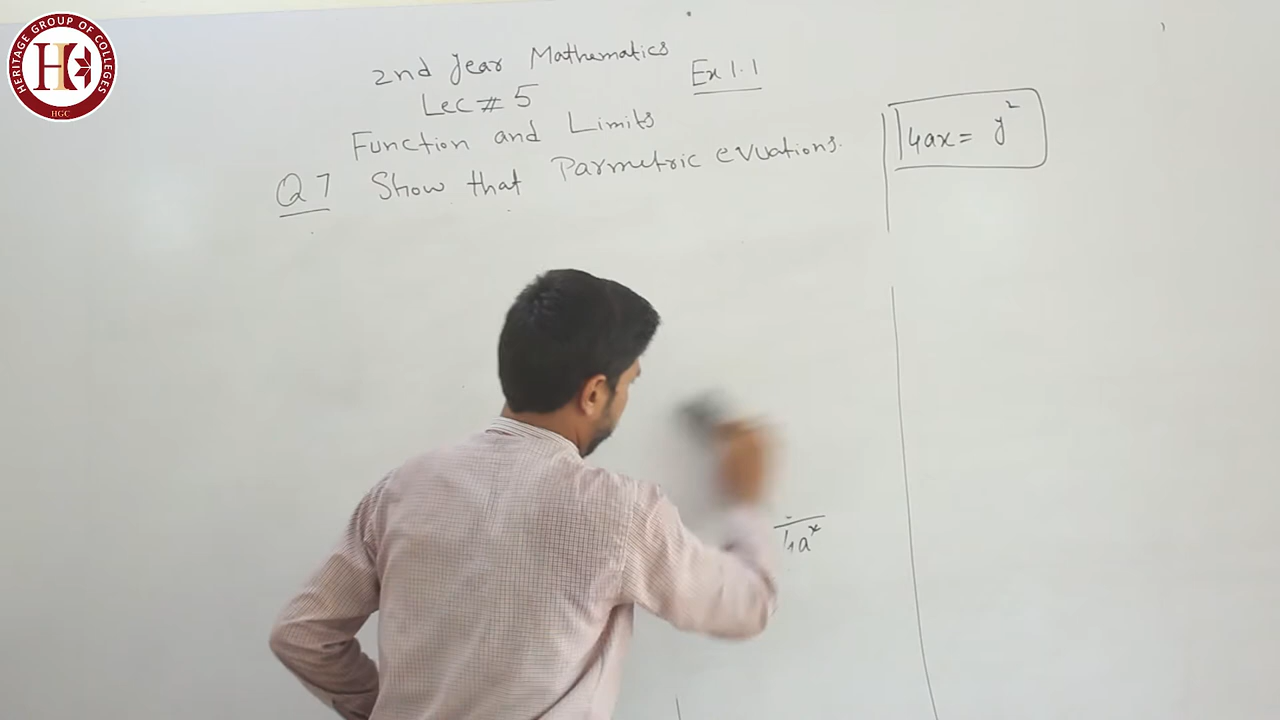 HERITAGE GROUP OF COLLEGES
HGC
2nd Year Mathematics
Ex 1.1
Lec # 5
Function and Limits
Q 7 Show that Parmetric evuations.
4ax = y²
4a